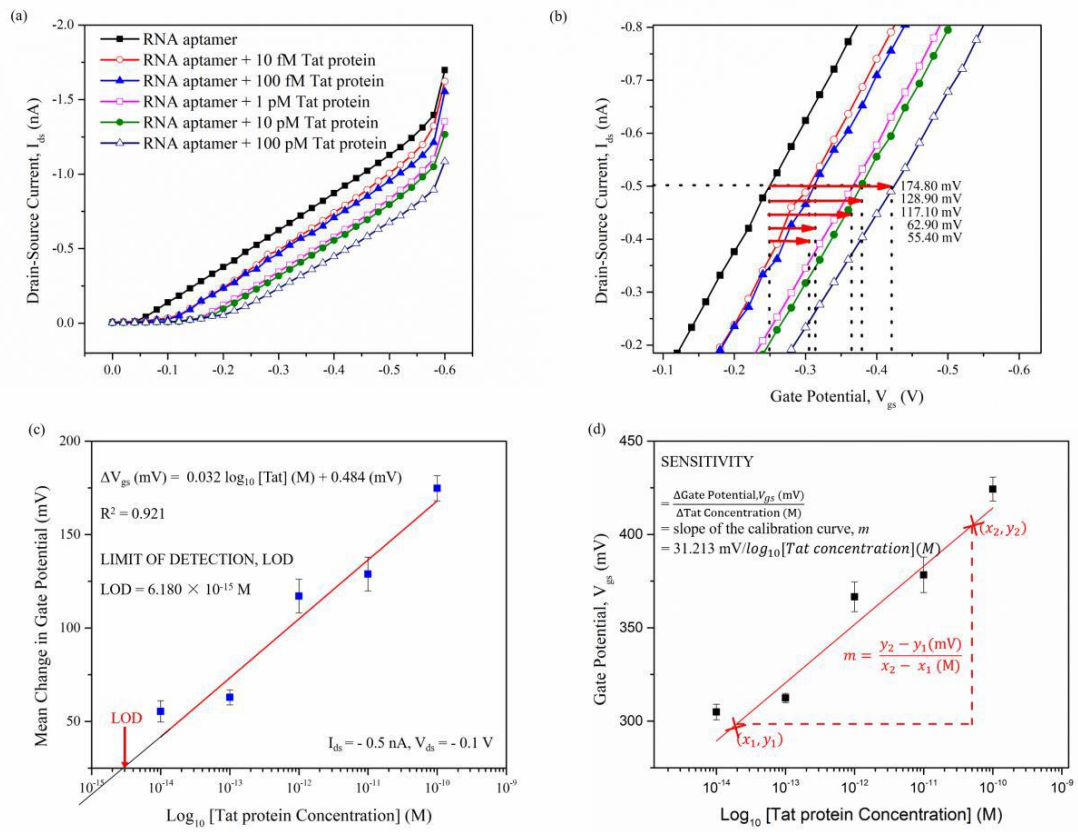 (a)
-2.0
-1.5
-1.0
-0.5
0.0
0.0 -0.1 -0.2 -0.3 -0.4 -0.5 -0.6
Drain-Source Current, I_ds (nA)
RNA aptamer
RNA aptamer + 10 fM Tat protein
RNA aptamer + 100 fM Tat protein
RNA aptamer + 1 pM Tat protein
RNA aptamer + 10 pM Tat protein
RNA aptamer + 100 pM Tat protein
(b)
-0.8
-0.7
-0.6
-0.5
-0.4
-0.3
-0.2
-0.1 -0.2 -0.3 -0.4 -0.5 -0.6
Drain-Source Current, I_ds (nA)
Gate Potential, V_gs (V)
174.80 mV
128.90 mV
117.10 mV
62.90 mV
55.40 mV
(c)
200
150
100
50
10^-15 10^-14 10^-13 10^-12 10^-11 10^-10 10^-9
Mean Change in Gate Potential (mV)
Log10 [Tat protein Concentration] (M)
ΔV_gs (mV) = 0.032 log10 [Tat] (M) + 0.484 (mV)
R² = 0.921
LIMIT OF DETECTION, LOD
LOD = 6.180 × 10^-15 M
LOD
I_ds = - 0.5 nA, V_ds = - 0.1 V
(d)
450
400
350
300
10^-14 10^-13 10^-12 10^-11 10^-10 10^-9
Gate Potential, V_gs (mV)
Log10 [Tat protein Concentration] (M)
SENSITIVITY
= ΔGate Potential,V_gs (mV)
ΔTat Concentration (M)
= slope of the calibration curve, m
= 31.213 mV/log10[Tat concentration](M)
(x₂, y₂)
m = y₂ − y₁(mV)
x₂ − x₁ (M)
(x₁, y₁)